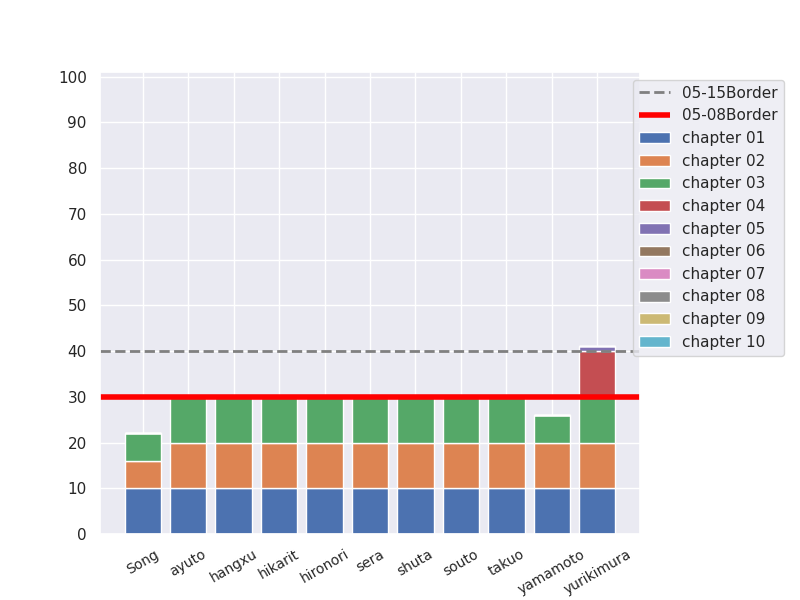 100
90
80
70
60
50
40
30
20
10
0
Song
ayuto
hangxu
hikarit
hironori
sera
shuta
souto
takuo
yamamoto
yurikimura
05-15Border
05-08Border
chapter 01
chapter 02
chapter 03
chapter 04
chapter 05
chapter 06
chapter 07
chapter 08
chapter 09
chapter 10